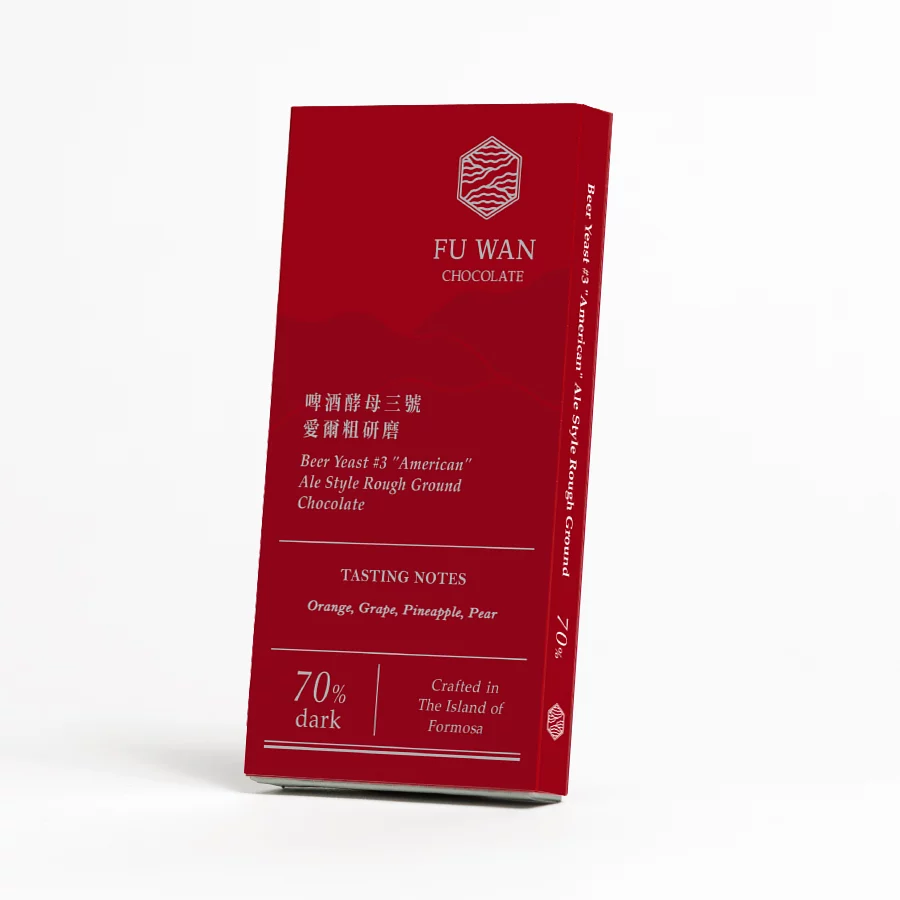 FU WAN
CHOCOLATE
啤酒酵母三號
愛爾粗研磨
Beer Yeast #3 "American"
Ale Style Rough Ground
Chocolate
TASTING NOTES
Orange, Grape, Pineapple, Pear
70%
dark
Crafted in
The Island of
Formosa
Beer Yeast #3 "American" Ale Style Rough Ground 70%